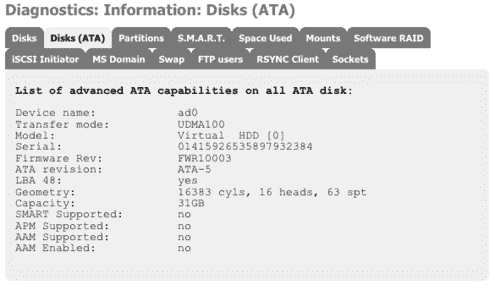 Diagnostics: Information: Disks (ATA)
Disks Disks (ATA) Partitions S.M.A.R.T. Space Used Mounts Software RAID
iSCSI Initiator MS Domain Swap FTP users RSYNC Client Sockets
List of advanced ATA capabilities on all ATA disk:
Device name: ad0
Transfer mode: UDMA100
Model: Virtual HDD [0]
Serial: 01415926535897932384
Firmware Rev: FWR10003
ATA revision: ATA-5
LBA 48: yes
Geometry: 16383 cyls, 16 heads, 63 spt
Capacity: 31GB
SMART Supported: no
APM Supported: no
AAM Supported: no
AAM Enabled: no